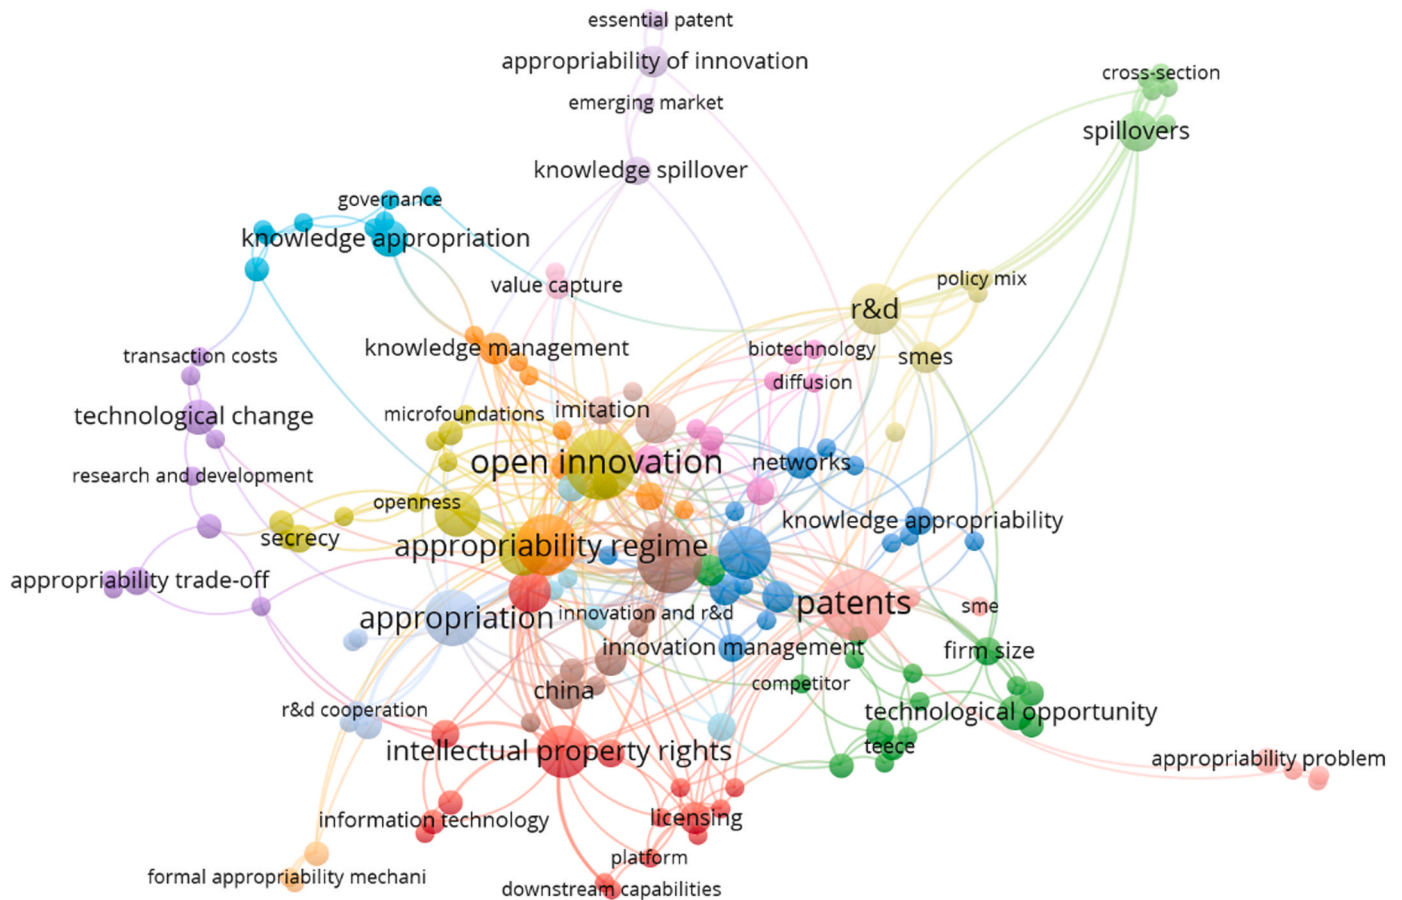 essential patent
appropriability of innovation
cross-section
emerging market
spillovers
knowledge spillover
governance
knowledge appropriation
policy mix
value capture
r&d
knowledge management
biotechnology
transaction costs
smes
diffusion
microfoundations
imitation
technological change
open innovation
networks
research and development
openness
knowledge appropriability
secrecy
appropriability regime
appropriability trade-off
patents
sme
innovation and r&d
appropriation
innovation management
firm size
competitor
china
r&d cooperation
technological opportunity
teece
intellectual property rights
appropriability problem
licensing
information technology
platform
formal appropriability mechani
downstream capabilities